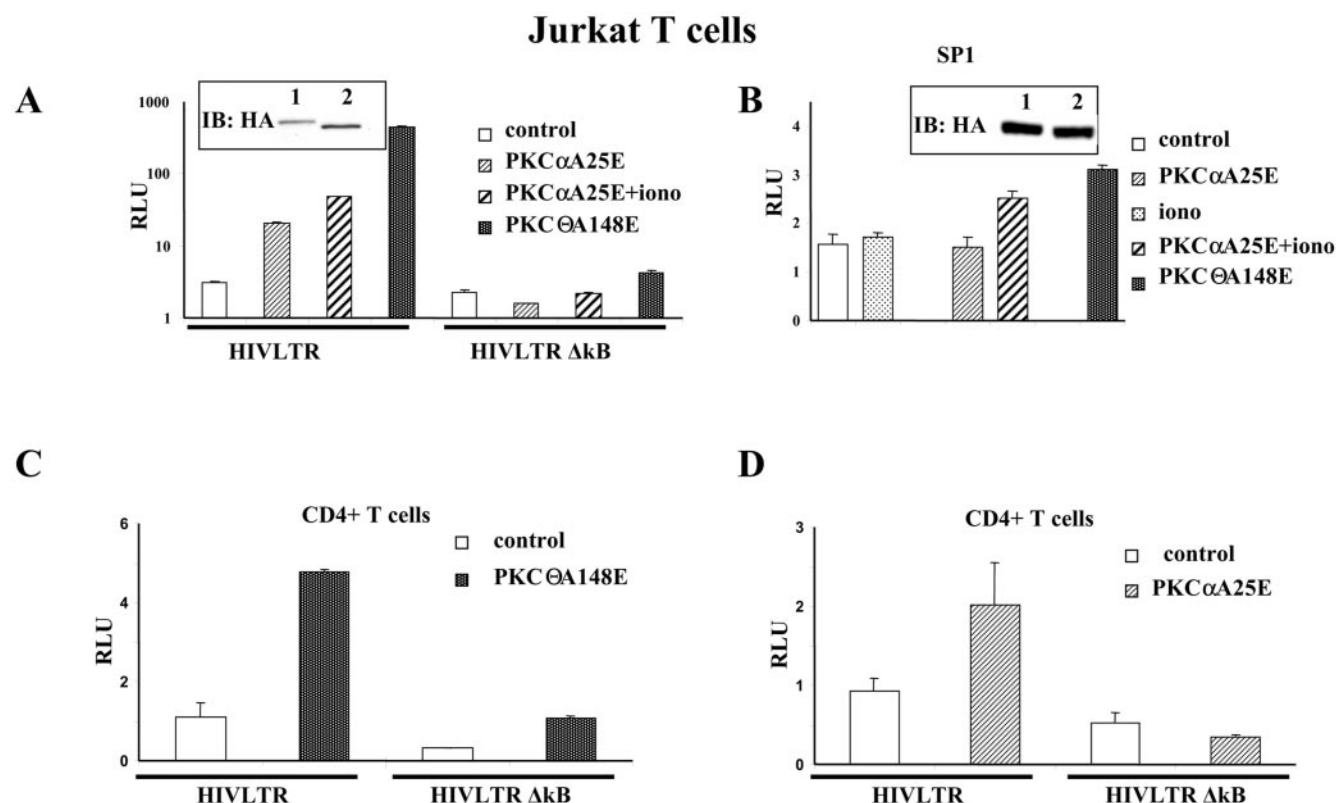 Jurkat T cells
A
1000
100
10
1
RLU
1 2
IB: HA
control
PKCαA25E
PKCαA25E+iono
PKCΘA148E
HIVLTR
HIVLTR ΔkB
B
SP1
4
3
2
1
0
RLU
1 2
IB: HA
control
PKCαA25E
iono
PKCαA25E+iono
PKCΘA148E
C
CD4+ T cells
6
4
2
0
RLU
control
PKCΘA148E
HIVLTR
HIVLTR ΔkB
D
CD4+ T cells
3
2
1
0
RLU
control
PKCαA25E
HIVLTR
HIVLTR ΔkB